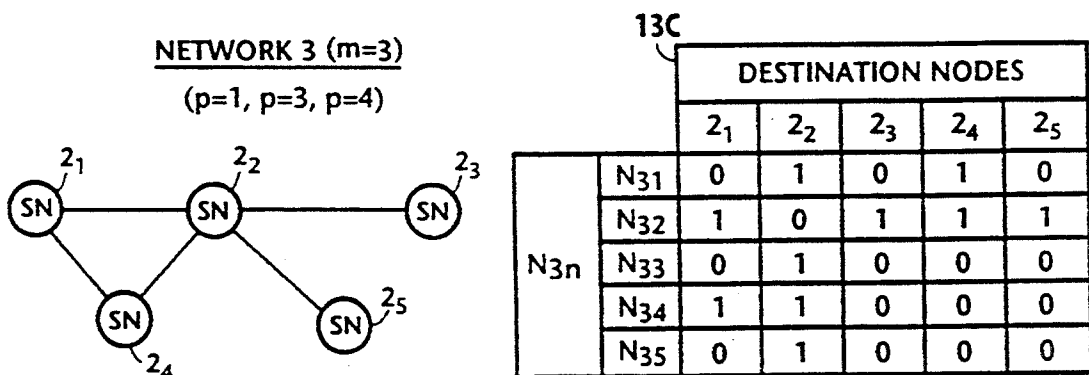 NETWORK 3 (m=3)
(p=1, p=3, p=4)
2₁
2₂
2₃
SN
SN
SN
SN
SN
2₄
2₅
13C
DESTINATION NODES
2₁ 2₂ 2₃ 2₄ 2₅
N₃ₙ
N₃₁ 0 1 0 1 0
N₃₂ 1 0 1 1 1
N₃₃ 0 1 0 0 0
N₃₄ 1 1 0 0 0
N₃₅ 0 1 0 0 0